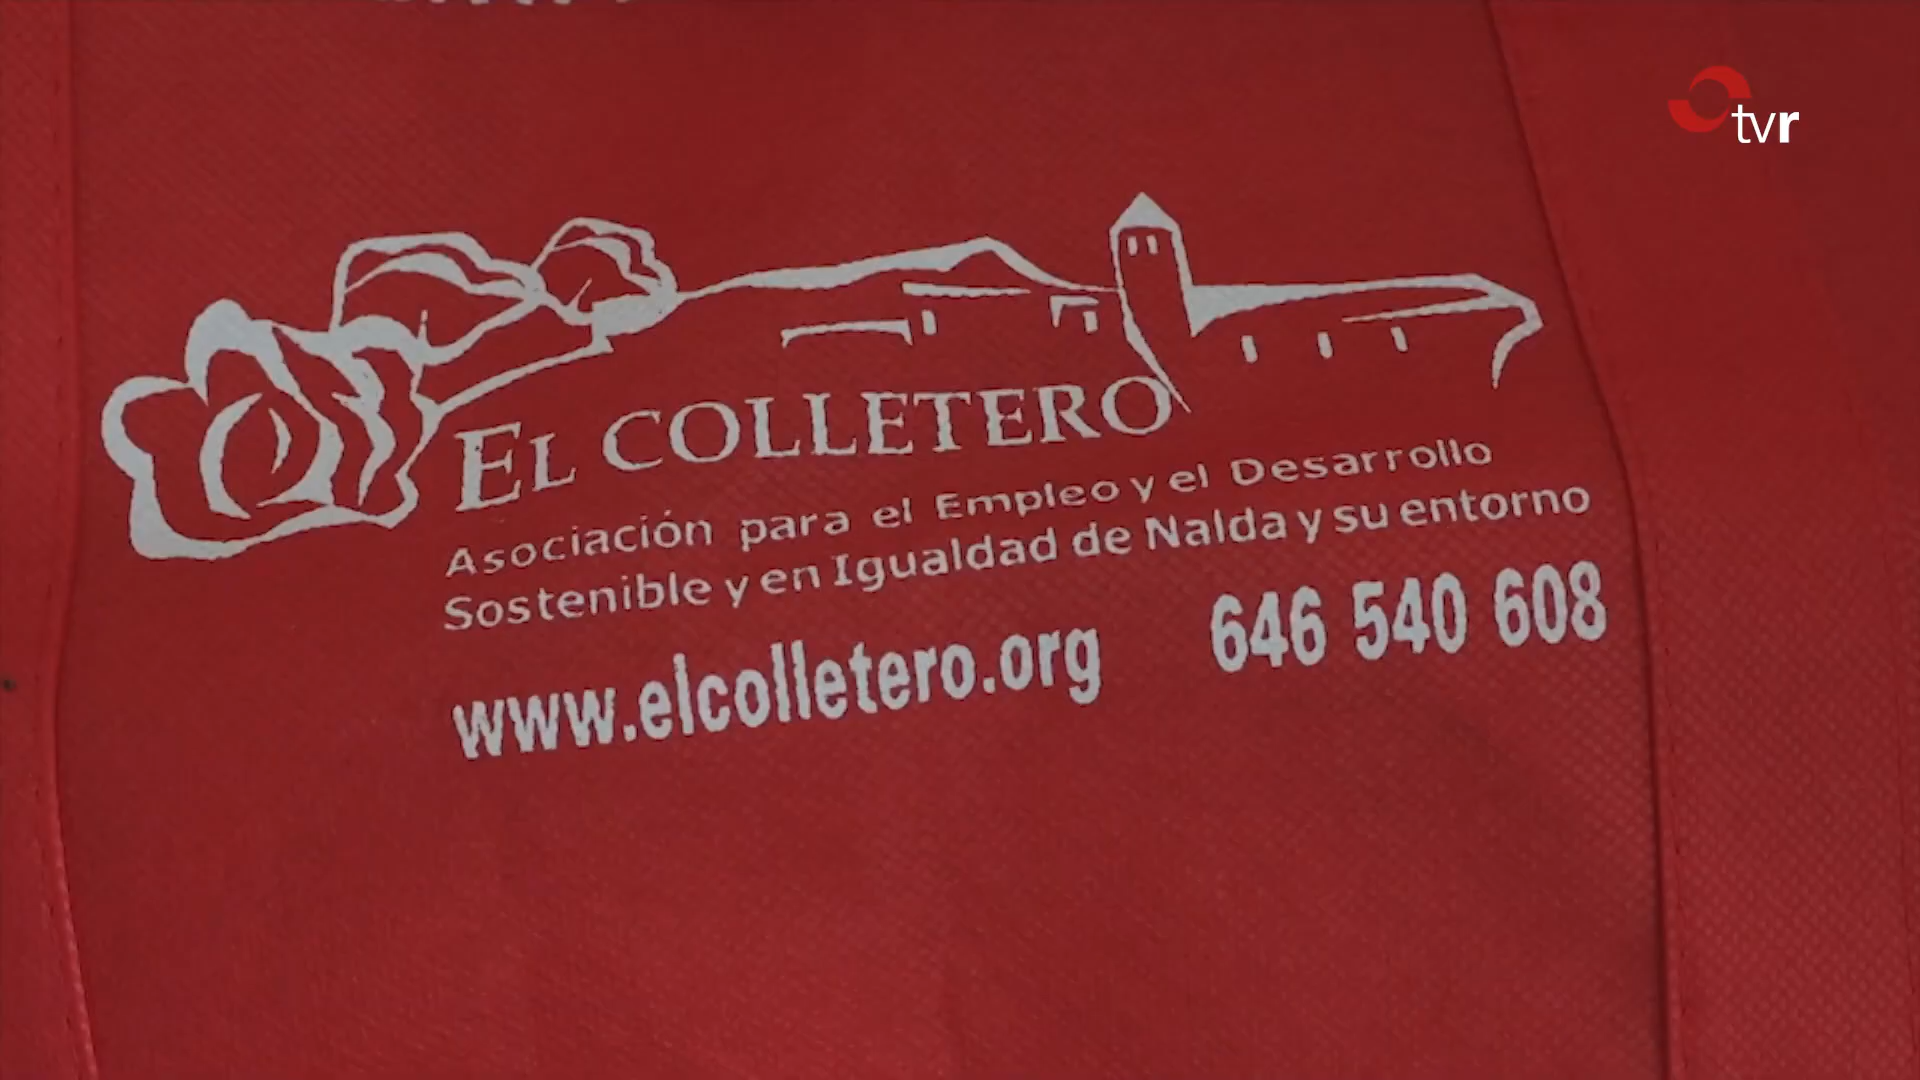 tvr
EL COLLETERO
Asociación para el Empleo y el Desarrollo
Sostenible y en Igualdad de Nalda y su entorno
www.elcolletero.org 646 540 608